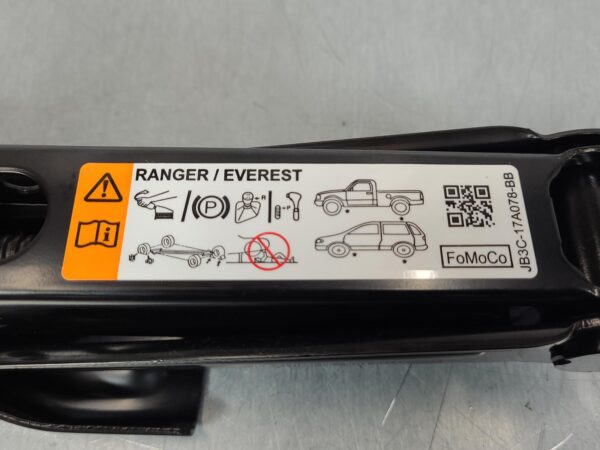 RANGER / EVEREST
P
R
P
FoMoCo
JB3C-17A078-BB